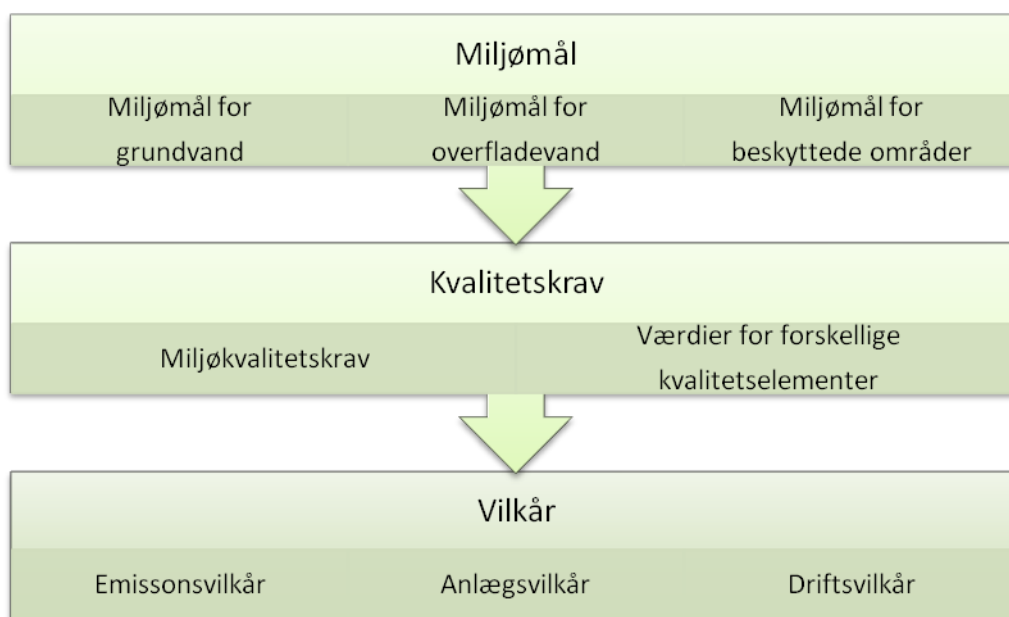 Miljømål
Miljømål for
grundvand
Miljømål for
overfladevand
Miljømål for
beskyttede områder
Kvalitetskrav
Miljøkvalitetskrav
Værdier for forskellige
kvalitetselementer
Vilkår
Emissonsvilkår
Anlægsvilkår
Driftsvilkår